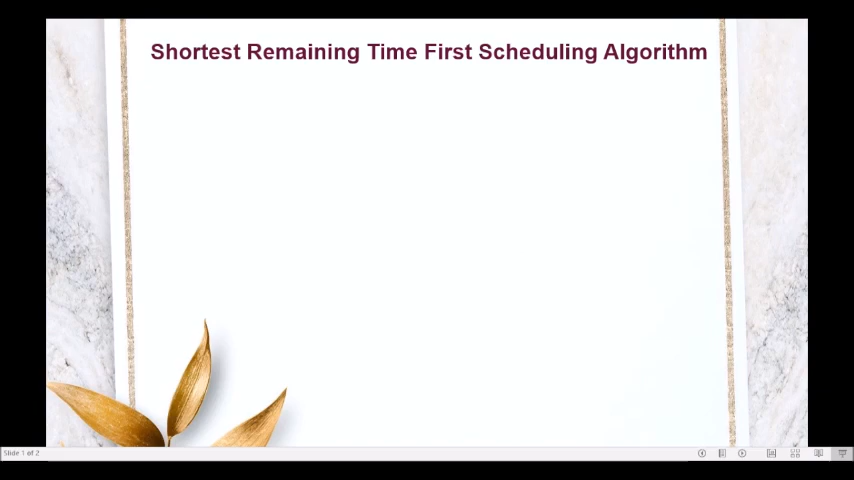 Shortest Remaining Time First Scheduling Algorithm
Slide 1 of 2